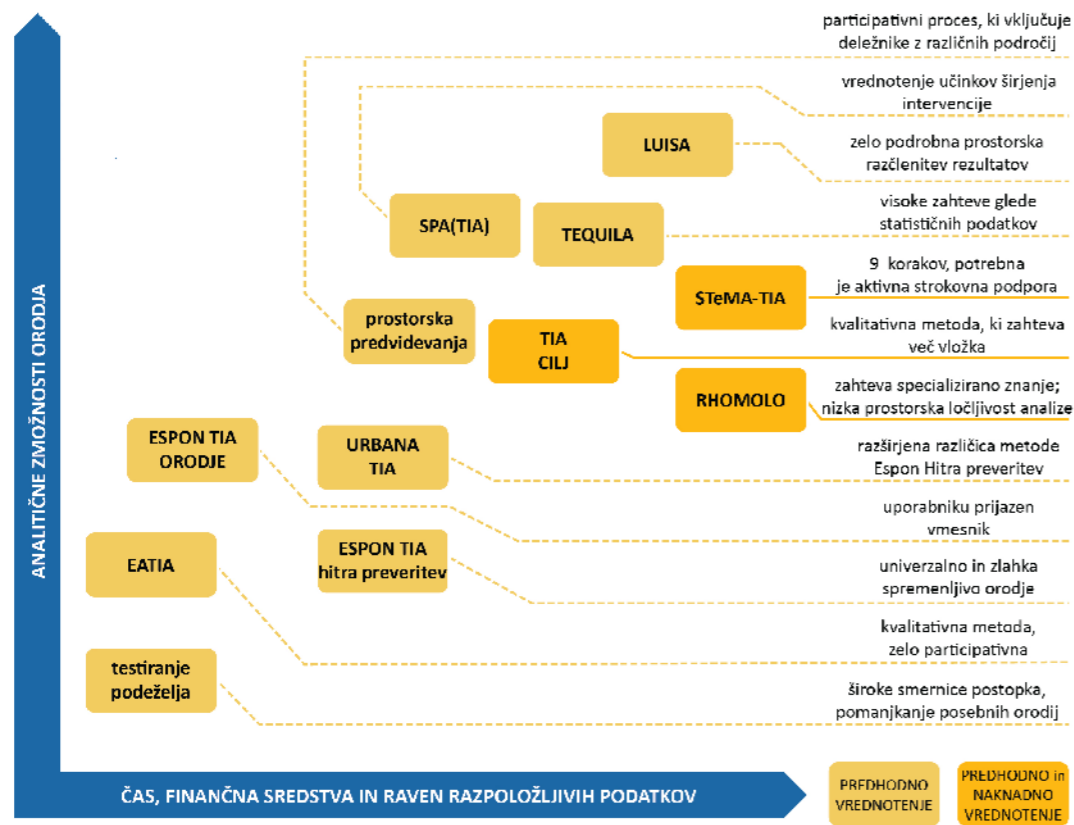 participativni proces, ki vključuje
deležnike z različnih področij
vrednotenje učinkov širjenja
intervencije
LUISA
zelo podrobna prostorska
razčlenitev rezultatov
SPA(TIA)
TEQUILA
visoke zahteve glede
statističnih podatkov
STeMA-TIA
9 korakov, potrebna
je aktivna strokovna podpora
prostorska
predvidevanja
TIA
CILJ
kvalitativna metoda, ki zahteva
več vložka
RHOMOLO
zahteva specializirano znanje;
nizka prostorska ločljivost analize
ESPON TIA
ORODJE
URBANA
TIA
razširjena različica metode
Espon Hitra preveritev
uporabniku prijazen
vmesnik
EATIA
ESPON TIA
hitra preveritev
univerzalno in zlahka
spremenljivo orodje
kvalitativna metoda,
zelo participativna
testiranje
podeželja
široke smernice postopka,
pomanjkanje posebnih orodij
ANALITIČNE ZMOŽNOSTI ORODJA
ČAS, FINANČNA SREDSTVA IN RAVEN RAZPOLOŽLJIVIH PODATKOV
PREDHODNO
VREDNOTENJE
PREDHODNO in
NAKNADNO
VREDNOTENJE